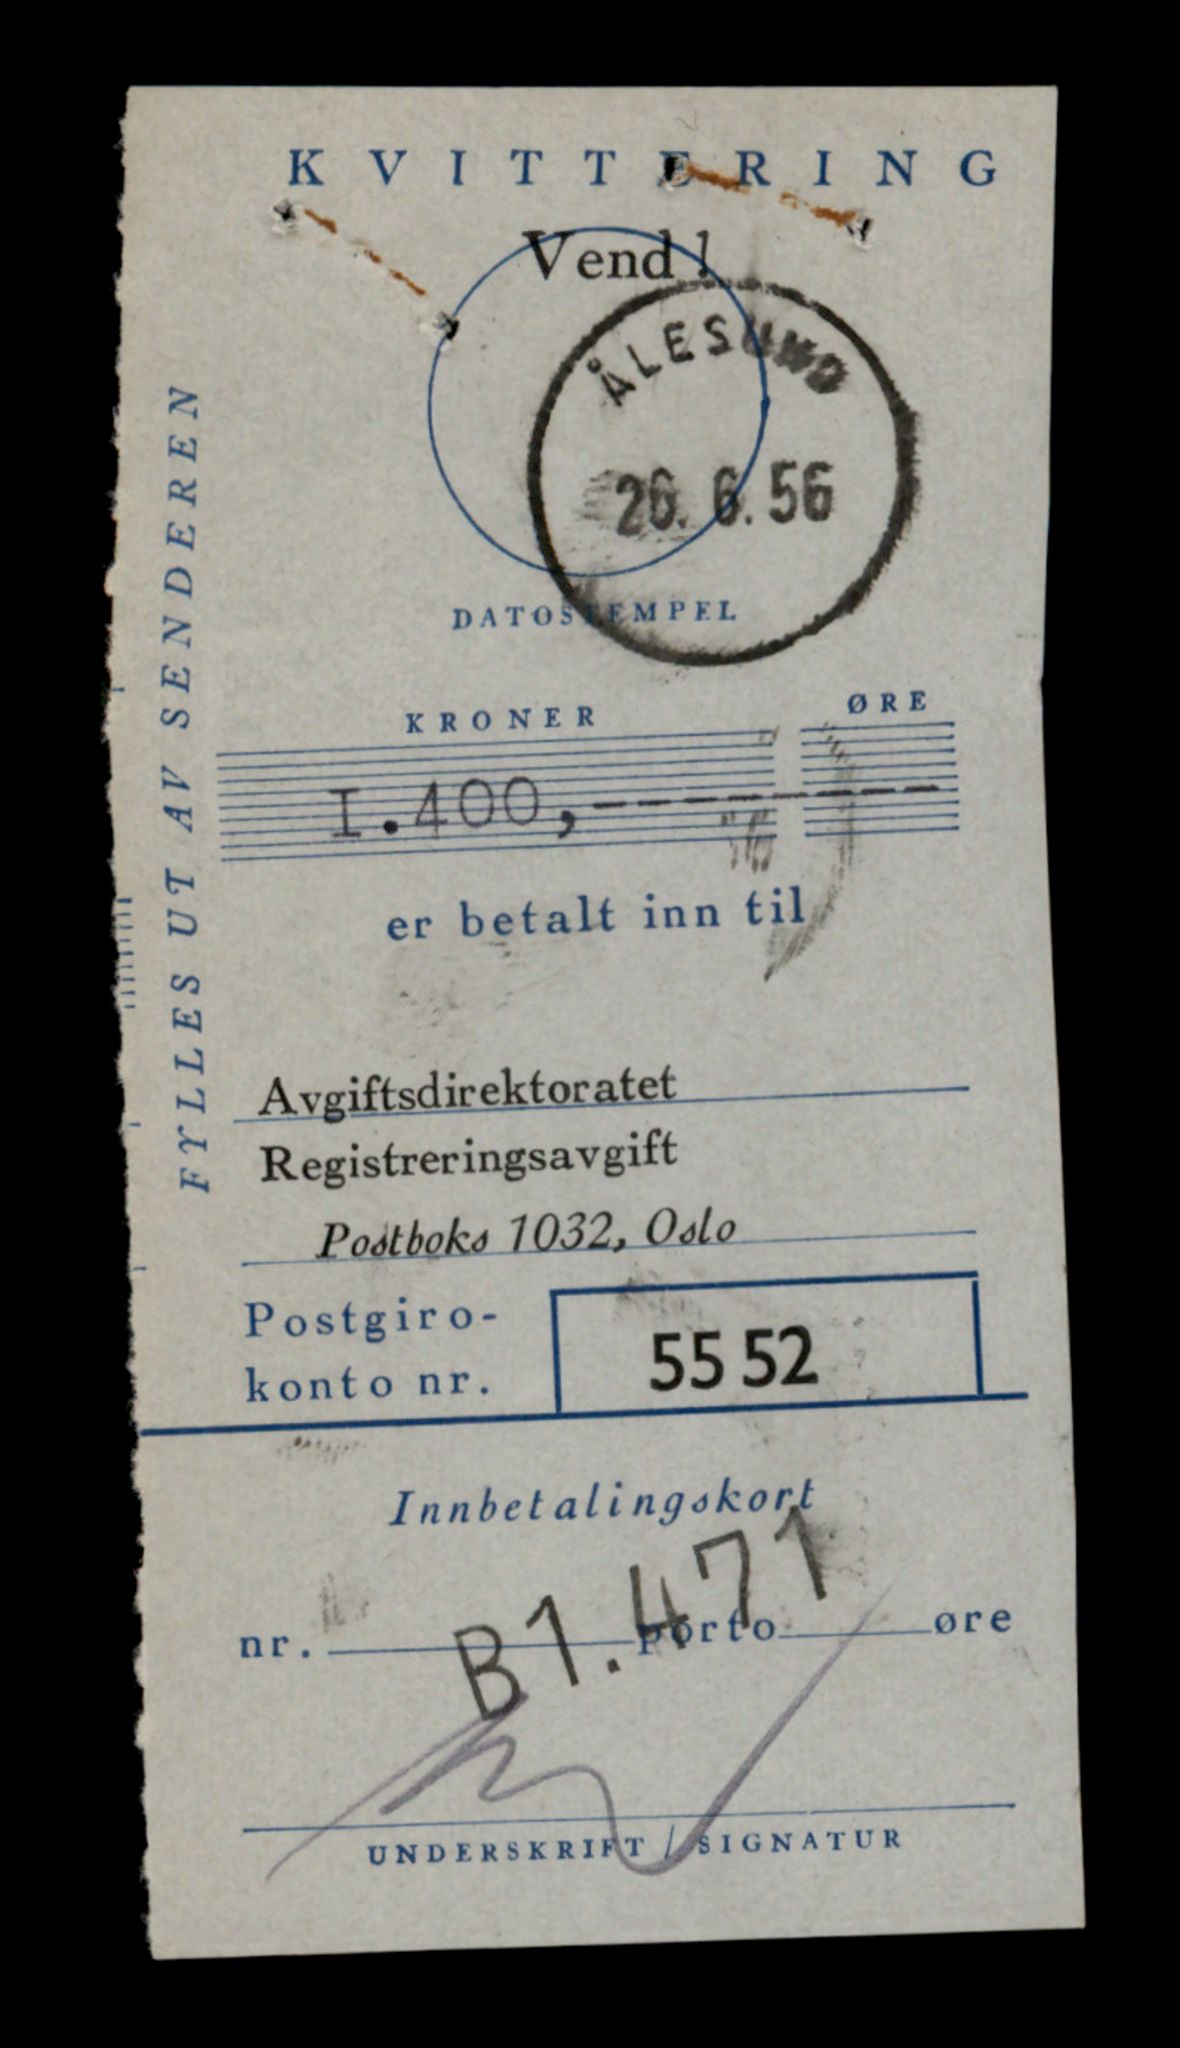 KVITTERING
Vend!
ÅLESUND
26. 6. 56
DATOSTEMPEL
FYLLES UT AV SENDEREN
KRONER ØRE
I.400,-----------
er betalt inn til
Avgiftsdirektoratet
Registreringsavgift
Postboks 1032, Oslo
Postgiro-
konto nr. 55 52
Innbetalingskort
B1.471
nr. porto øre
UNDERSKRIFT / SIGNATUR